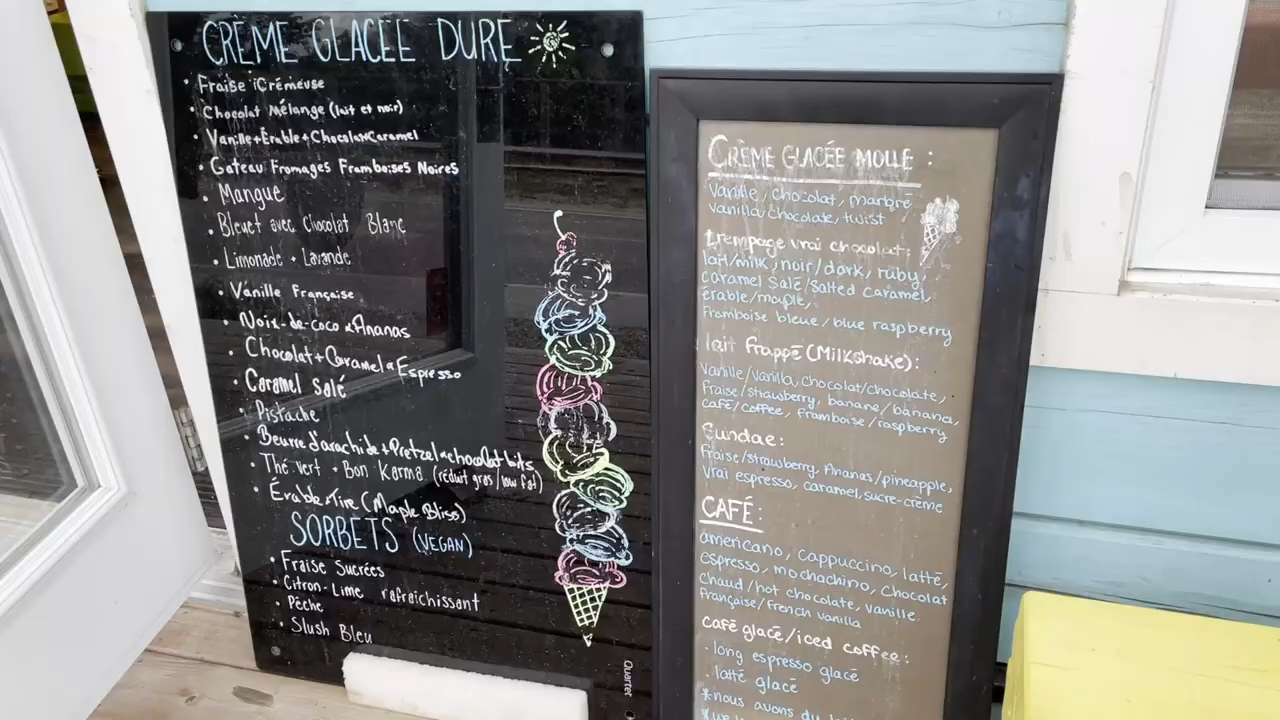 CRÈME GLACÉE DURE
• Fraise Crémeuse
• Chocolat Mélange (lait et noir)
• Vanille+Érable+Chocolat+Caramel
• Gateau Fromages Framboises Noires
• Mangue
• Bleuet avec Chocolat Blanc
• Limonade + Lavande
• Vanille Française
• Noix-de-coco + Ananas
• Chocolat+Caramel+Espresso
• Caramel salé
• Pistache
• Beurre d'arachide+Pretzel+chocolat bits
• Thé Vert + Bon Karma (réduit gras/low fat)
• Érable-Tire (Maple Bliss)
SORBETS (VEGAN)
• Fraise Sucrées
• Citron-Lime rafraichissant
• Pêche
• Slush Bleu
Quartet
CRÈME GLACÉE MOLLE :
Vanille, chocolat, marbré
Vanilla, chocolate, twist
Trempage vrai chocolat:
lait/milk, noir/dark, ruby,
caramel salé/salted caramel,
érable/maple,
framboise bleue/blue raspberry
lait frappé (Milkshake):
Vanille/vanilla, chocolat/chocolate,
fraise/strawberry, banane/banana,
café/coffee, framboise/raspberry
Sundae:
fraise/strawberry, Ananas/pineapple,
vrai espresso, caramel, sucre-crème
CAFÉ:
americano, cappuccino, latté,
espresso, mochachino, chocolat
chaud/hot chocolate, vanille
française/french vanilla
café glacé/iced coffee:
· long espresso glacé
· latté glacé
*nous avons du